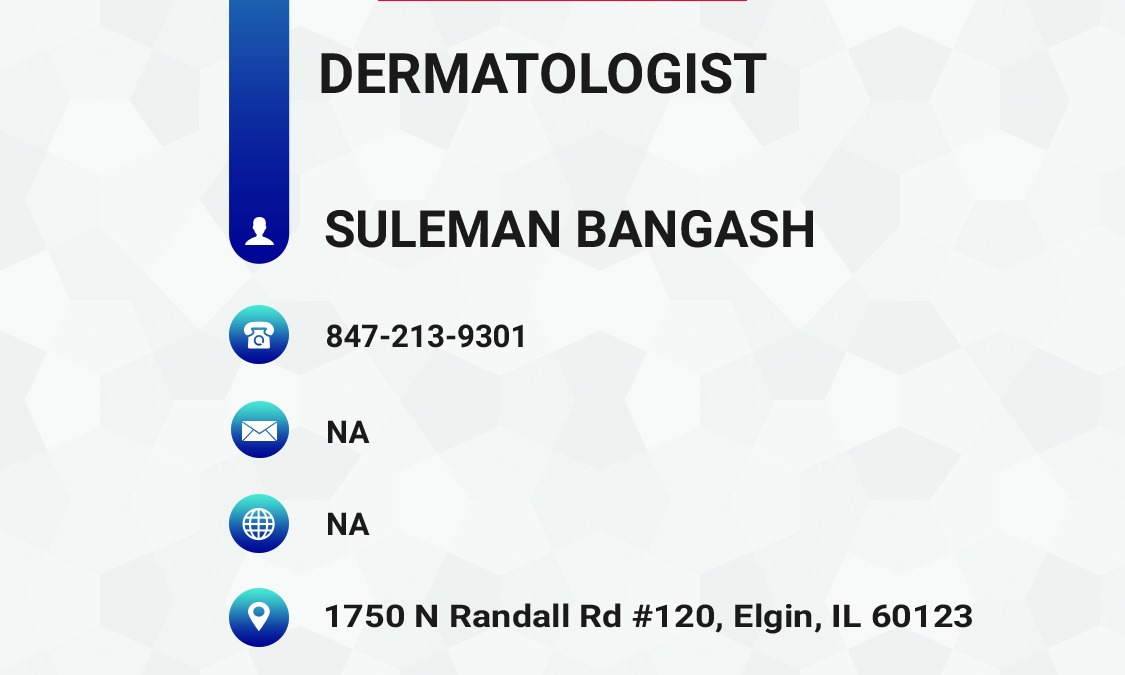 DERMATOLOGIST
SULEMAN BANGASH
847-213-9301
NA
NA
1750 N Randall Rd #120, Elgin, IL 60123